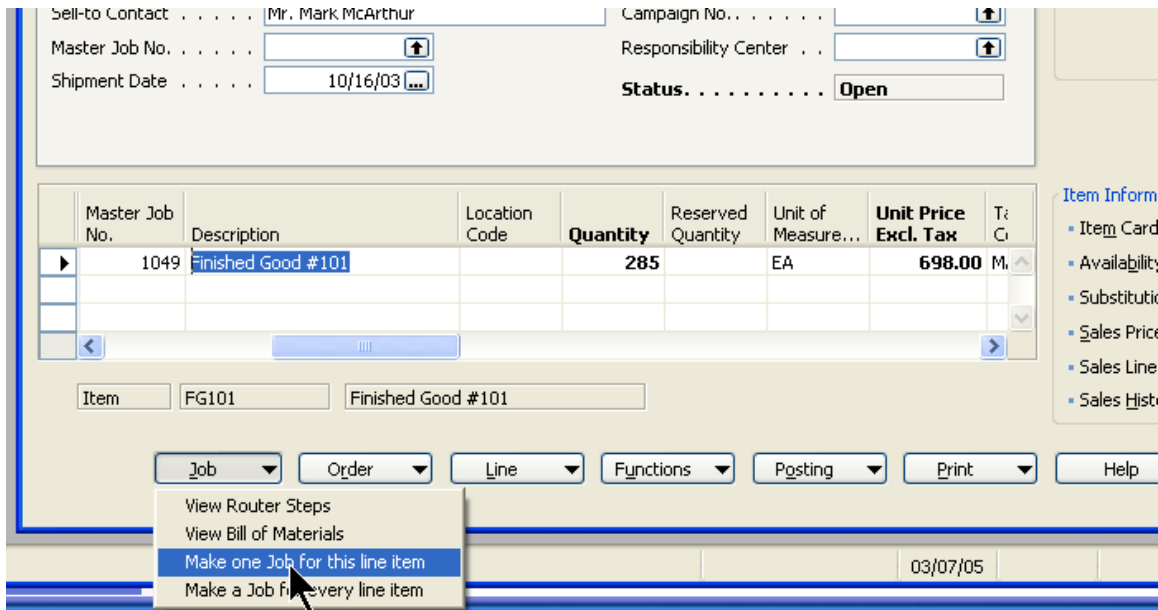 Sell-to Contact . . . . . Mr. Mark McArthur Campaign No.. . . . . .
Master Job No. . . . . . Responsibility Center . .
Shipment Date . . . . . 10/16/03 ...
Status. . . . . . . . . . Open
Master Job No. Description Location Code Quantity Reserved Quantity Unit of Measure... Unit Price Excl. Tax
1049 Finished Good #101 285 EA 698.00
Item Inform
Item Card
Availability
Substitutio
Sales Price
Sales Line
Sales Histo
Item FG101 Finished Good #101
Job Order Line Functions Posting Print Help
View Router Steps
View Bill of Materials
Make one Job for this line item
Make a Job every line item
03/07/05